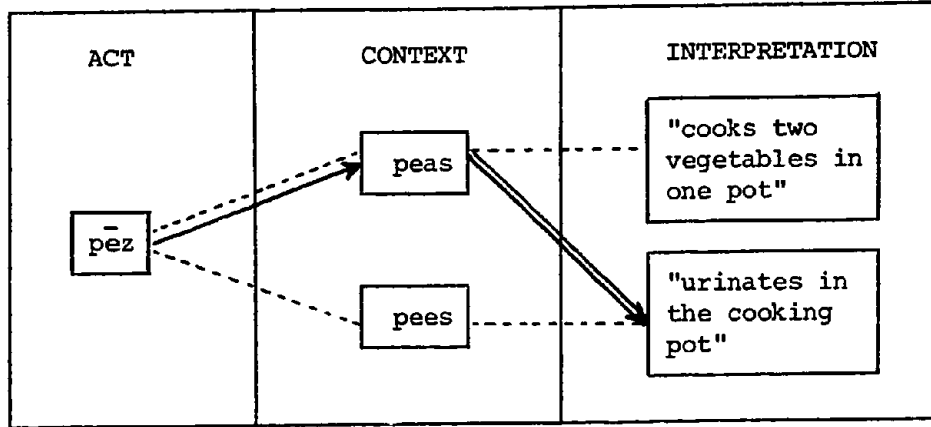 ACT
CONTEXT
INTERPRETATION
pēz
peas
pees
"cooks two
vegetables in
one pot"
"urinates in
the cooking
pot"